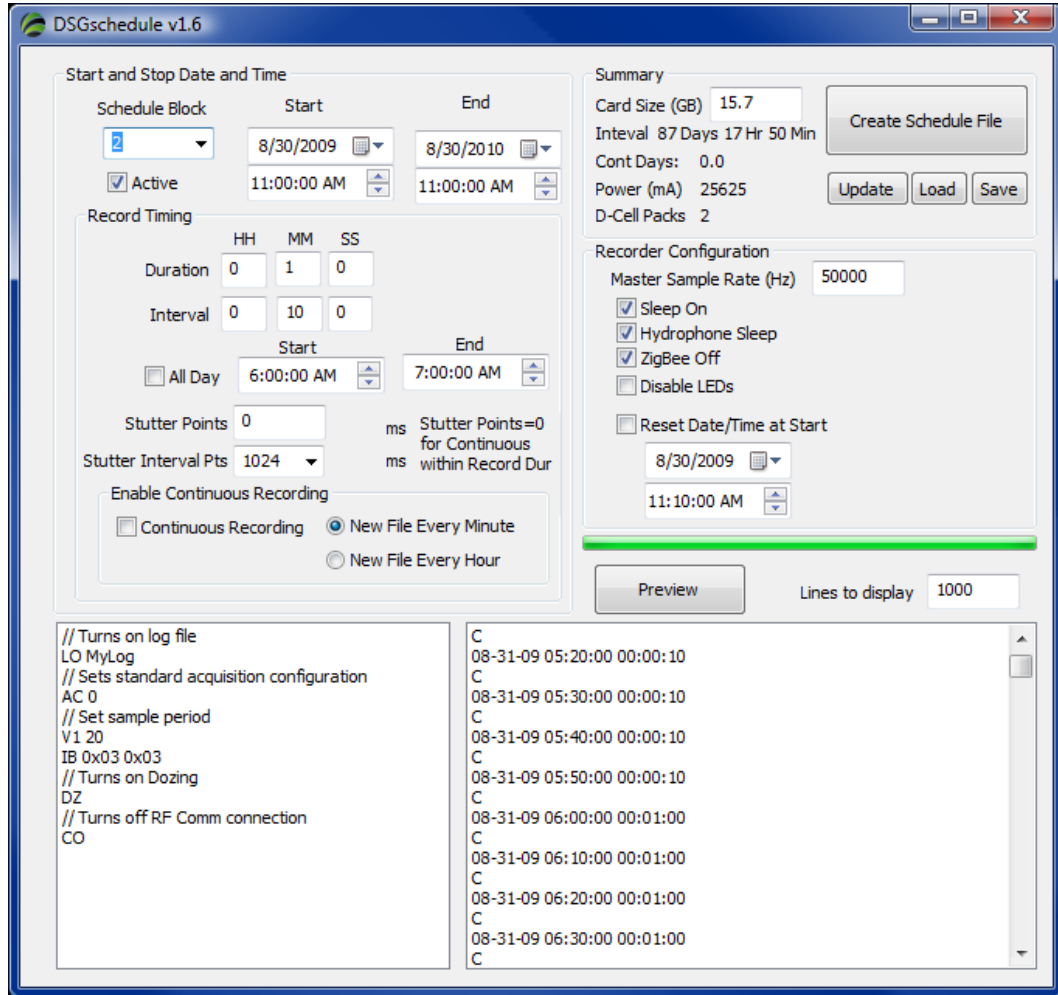 DSGschedule v1.6
Start and Stop Date and Time
Schedule Block Start End
2 8/30/2009 8/30/2010
Active 11:00:00 AM 11:00:00 AM
Record Timing
HH MM SS
Duration 0 1 0
Interval 0 10 0
Start End
All Day 6:00:00 AM 7:00:00 AM
Stutter Points 0 ms Stutter Points=0
for Continuous
Stutter Interval Pts 1024 ms within Record Dur
Enable Continuous Recording
Continuous Recording New File Every Minute
New File Every Hour
Summary
Card Size (GB) 15.7
Inteval 87 Days 17 Hr 50 Min
Cont Days: 0.0
Power (mA) 25625
D-Cell Packs 2
Create Schedule File
Update Load Save
Recorder Configuration
Master Sample Rate (Hz) 50000
Sleep On
Hydrophone Sleep
ZigBee Off
Disable LEDs
Reset Date/Time at Start
8/30/2009
11:10:00 AM
Preview Lines to display 1000
// Turns on log file
LO MyLog
// Sets standard acquisition configuration
AC 0
// Set sample period
V1 20
IB 0x03 0x03
// Turns on Dozing
DZ
// Turns off RF Comm connection
CO
C
08-31-09 05:20:00 00:00:10
C
08-31-09 05:30:00 00:00:10
C
08-31-09 05:40:00 00:00:10
C
08-31-09 05:50:00 00:00:10
C
08-31-09 06:00:00 00:01:00
C
08-31-09 06:10:00 00:01:00
C
08-31-09 06:20:00 00:01:00
C
08-31-09 06:30:00 00:01:00
C